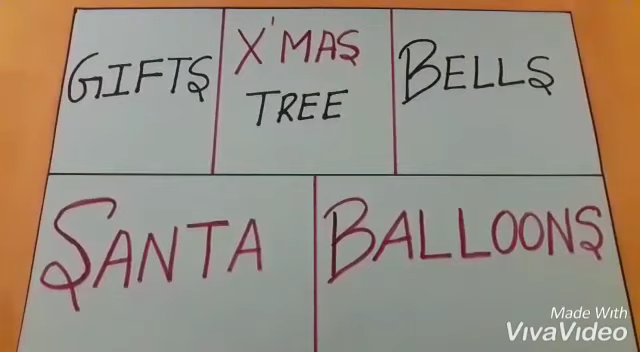 GIFTS
X'MAS
TREE
BELLS
SANTA
BALLOONS
Made With
VivaVideo